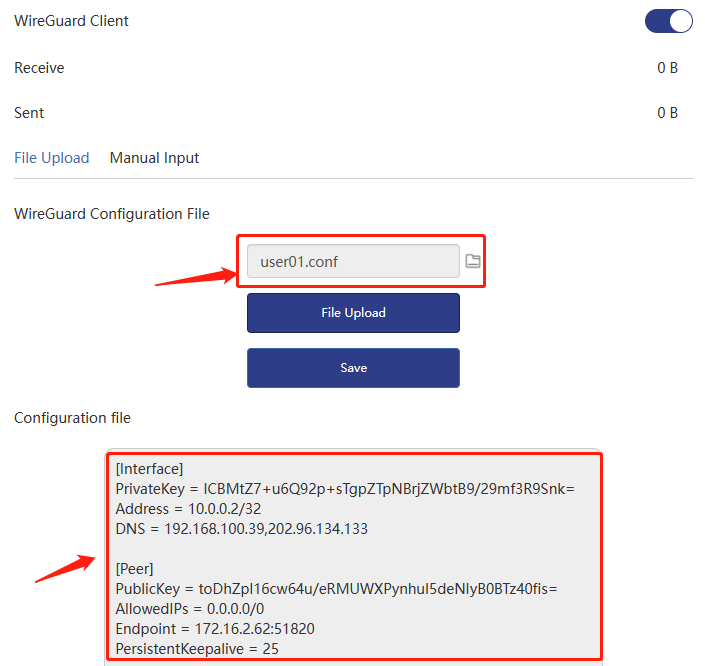 WireGuard Client
Receive 0 B
Sent 0 B
File Upload Manual Input
WireGuard Configuration File
user01.conf
File Upload
Save
Configuration file
[Interface]
PrivateKey = ICBMtZ7+u6Q92p+sTgpZTpNBrjZWbtB9/29mf3R9Snk=
Address = 10.0.0.2/32
DNS = 192.168.100.39,202.96.134.133
[Peer]
PublicKey = toDhZpl16cw64u/eRMUWXPynhuI5deNIyB0BTz40fis=
AllowedIPs = 0.0.0.0/0
Endpoint = 172.16.2.62:51820
PersistentKeepalive = 25